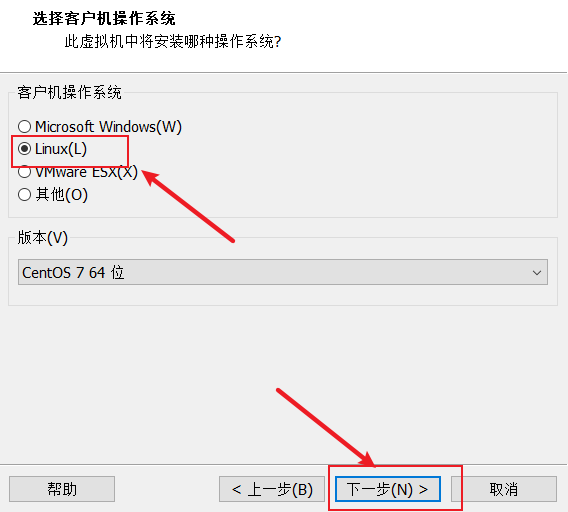 选择客户机操作系统
此虚拟机中将安装哪种操作系统?
客户机操作系统
Microsoft Windows(W)
Linux(L)
VMware ESX(X)
其他(O)
版本(V)
CentOS 7 64 位
帮助
< 上一步(B)
下一步(N) >
取消